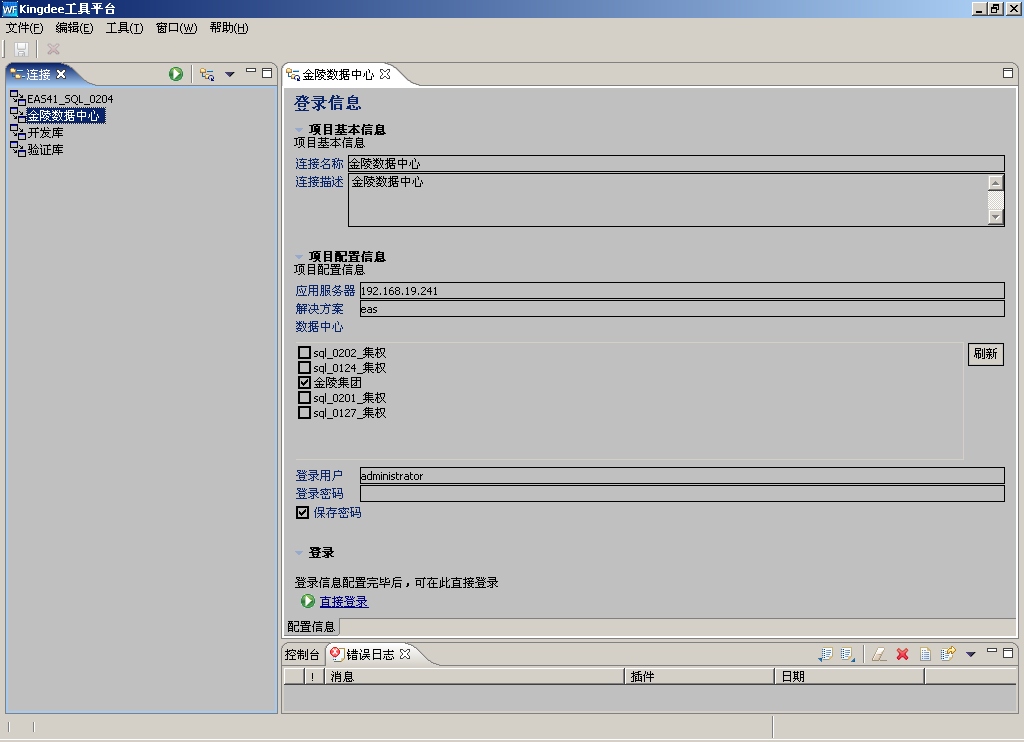 Kingdee工具平台
文件(F) 编辑(E) 工具(T) 窗口(W) 帮助(H)
连接
EAS41_SQL_0204
金陵数据中心
开发库
验证库
金陵数据中心
登录信息
项目基本信息
项目基本信息
连接名称 金陵数据中心
连接描述 金陵数据中心
项目配置信息
项目配置信息
应用服务器 192.168.19.241
解决方案 eas
数据中心
sql_0202_集权
sql_0124_集权
金陵集团
sql_0201_集权
sql_0127_集权
刷新
登录用户 administrator
登录密码
保存密码
登录
登录信息配置完毕后，可在此直接登录
直接登录
配置信息
控制台 错误日志
! 消息 插件 日期